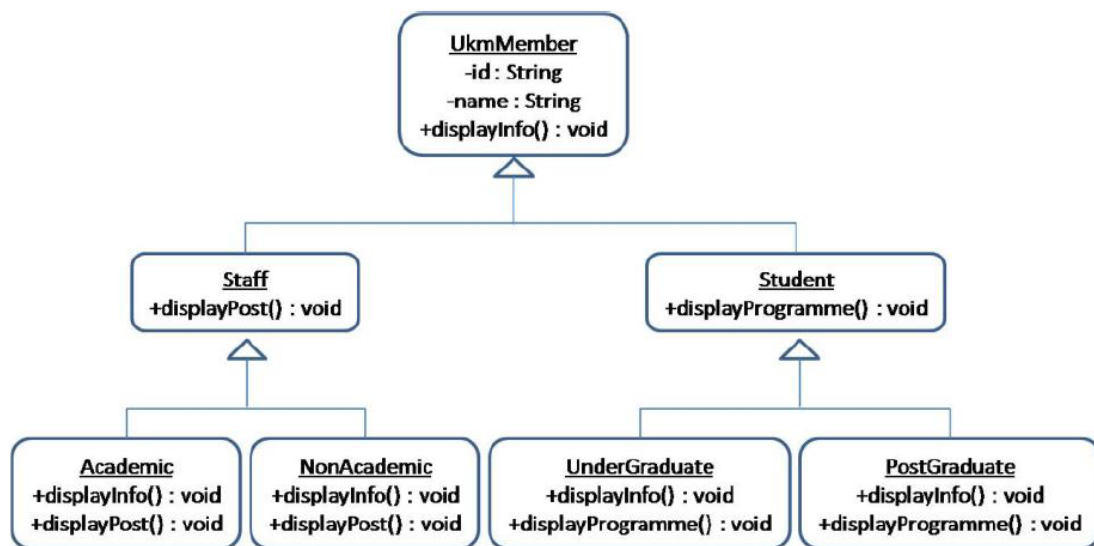 UkmMember
-id : String
-name : String
+displayInfo() : void
Staff
+displayPost() : void
Student
+displayProgramme() : void
Academic
+displayInfo() : void
+displayPost() : void
NonAcademic
+displayInfo() : void
+displayPost() : void
UnderGraduate
+displayInfo() : void
+displayProgramme() : void
PostGraduate
+displayInfo() : void
+displayProgramme() : void